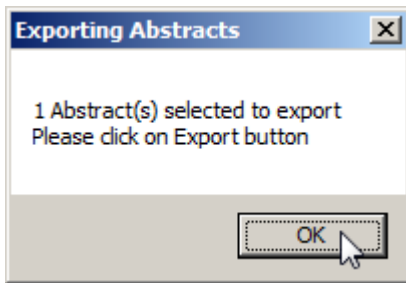 Exporting Abstracts
1 Abstract(s) selected to export
Please click on Export button
OK